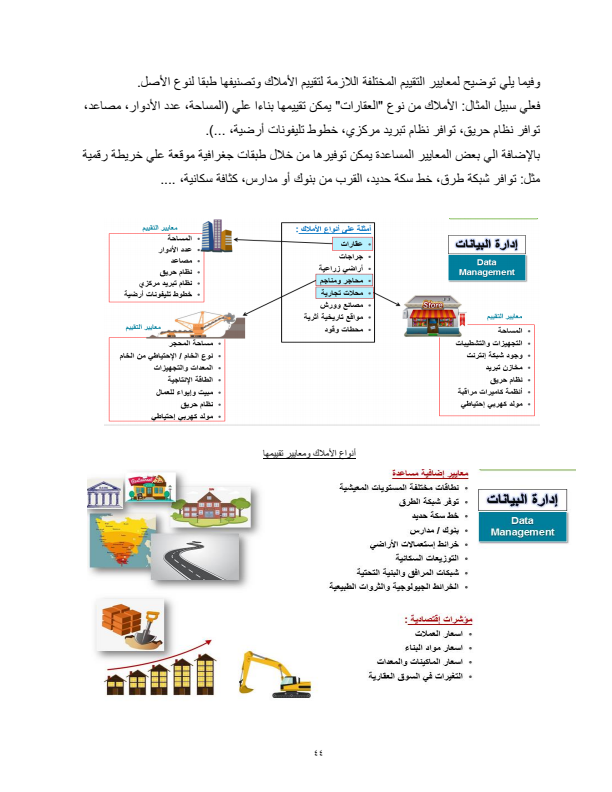 وفيما يلي توضيح لمعايير التقييم المختلفة اللازمة لتقييم الأملاك وتصنيفها طبقا لنوع الأصل.
فعلي سبيل المثال: الأملاك من نوع "العقارات" يمكن تقييمها بناءا علي (المساحة، عدد الأدوار، مصاعد،
توافر نظام حريق، توافر نظام تبريد مركزي، خطوط تليفونات أرضية، ...).
بالإضافة الي بعض المعايير المساعدة يمكن توفيرها من خلال طبقات جغرافية موقعة علي خريطة رقمية
مثل: توافر شبكة طرق، خط سكة حديد، القرب من بنوك أو مدارس، كثافة سكانية، ....
إدارة البيانات
Data
Management
أمثلة على أنواع الأملاك :
• عقارات
• جراجات
• أراضي زراعية
• محاجر ومناجم
• محلات تجارية
• مصانع وورش
• مواقع تاريخية أثرية
• محطات وقود
معايير التقييم
• المساحة
• عدد الأدوار
• مصاعد
• نظام حريق
• نظام تبريد مركزي
• خطوط تليفونات أرضية
معايير التقييم
• مساحة المحجر
• نوع الخام / الإحتياطي من الخام
• المعدات والتجهيزات
• الطاقة الإنتاجية
• مبيت وإيواء للعمال
• نظام حريق
• مولد كهربي إحتياطي
Store
معايير التقييم
• المساحة
• التجهيزات والتشطيبات
• وجود شبكة إنترنت
• مخازن تبريد
• نظام حريق
• أنظمة كاميرات مراقبة
• مولد كهربي إحتياطي
أنواع الأملاك ومعايير تقييمها
إدارة البيانات
Data
Management
معايير إضافية مساعدة
• نطاقات مختلفة المستويات المعيشية
• توفر شبكة الطرق
• خط سكة حديد
• بنوك / مدارس
• خرائط إستعمالات الأراضي
• التوزيعات السكانية
• شبكات المرافق والبنية التحتية
• الخرائط الجيولوجية والثروات الطبيعية
مؤشرات إقتصادية :
• اسعار العملات
• اسعار مواد البناء
• اسعار الماكينات والمعدات
• التغيرات في السوق العقارية
Restaurant
٤٤